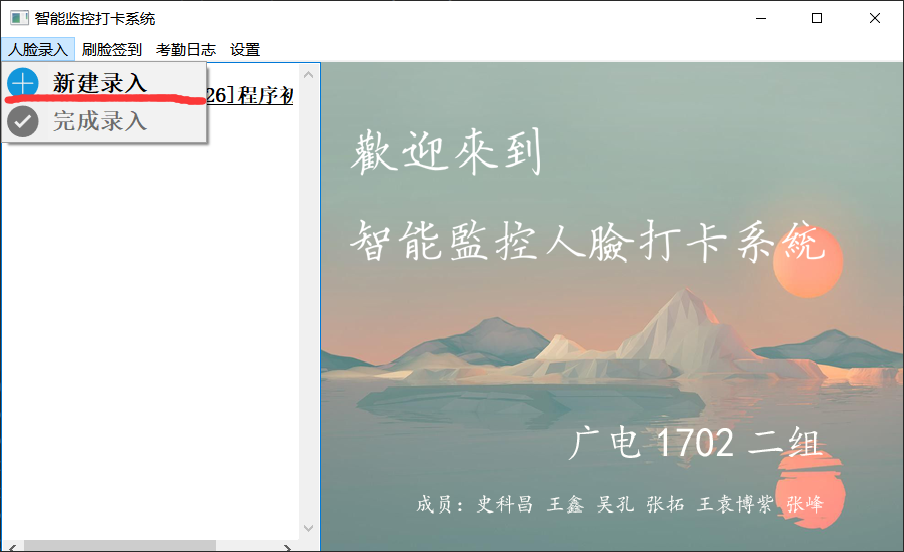 智能监控打卡系统
人脸录入 刷脸签到 考勤日志 设置
新建录入
26]程序初
完成录入
歡迎來到
智能監控人臉打卡系統
广电 1702 二组
成员：史科昌 王鑫 吴孔 张拓 王袁博紫 张峰